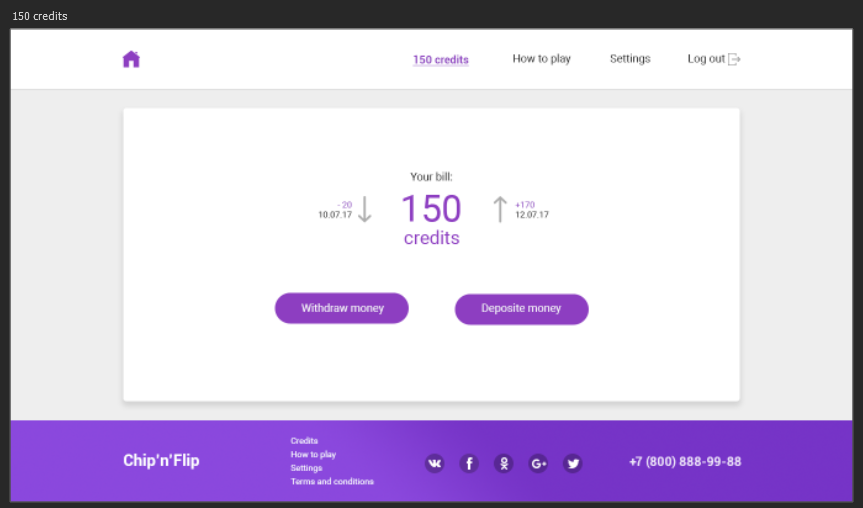 150 credits
150 credits
How to play
Settings
Log out
Your bill:
- 20
10.07.17
150
credits
+170
12.07.17
Withdraw money
Deposite money
Chip'n'Flip
Credits
How to play
Settings
Terms and conditions
+7 (800) 888-99-88